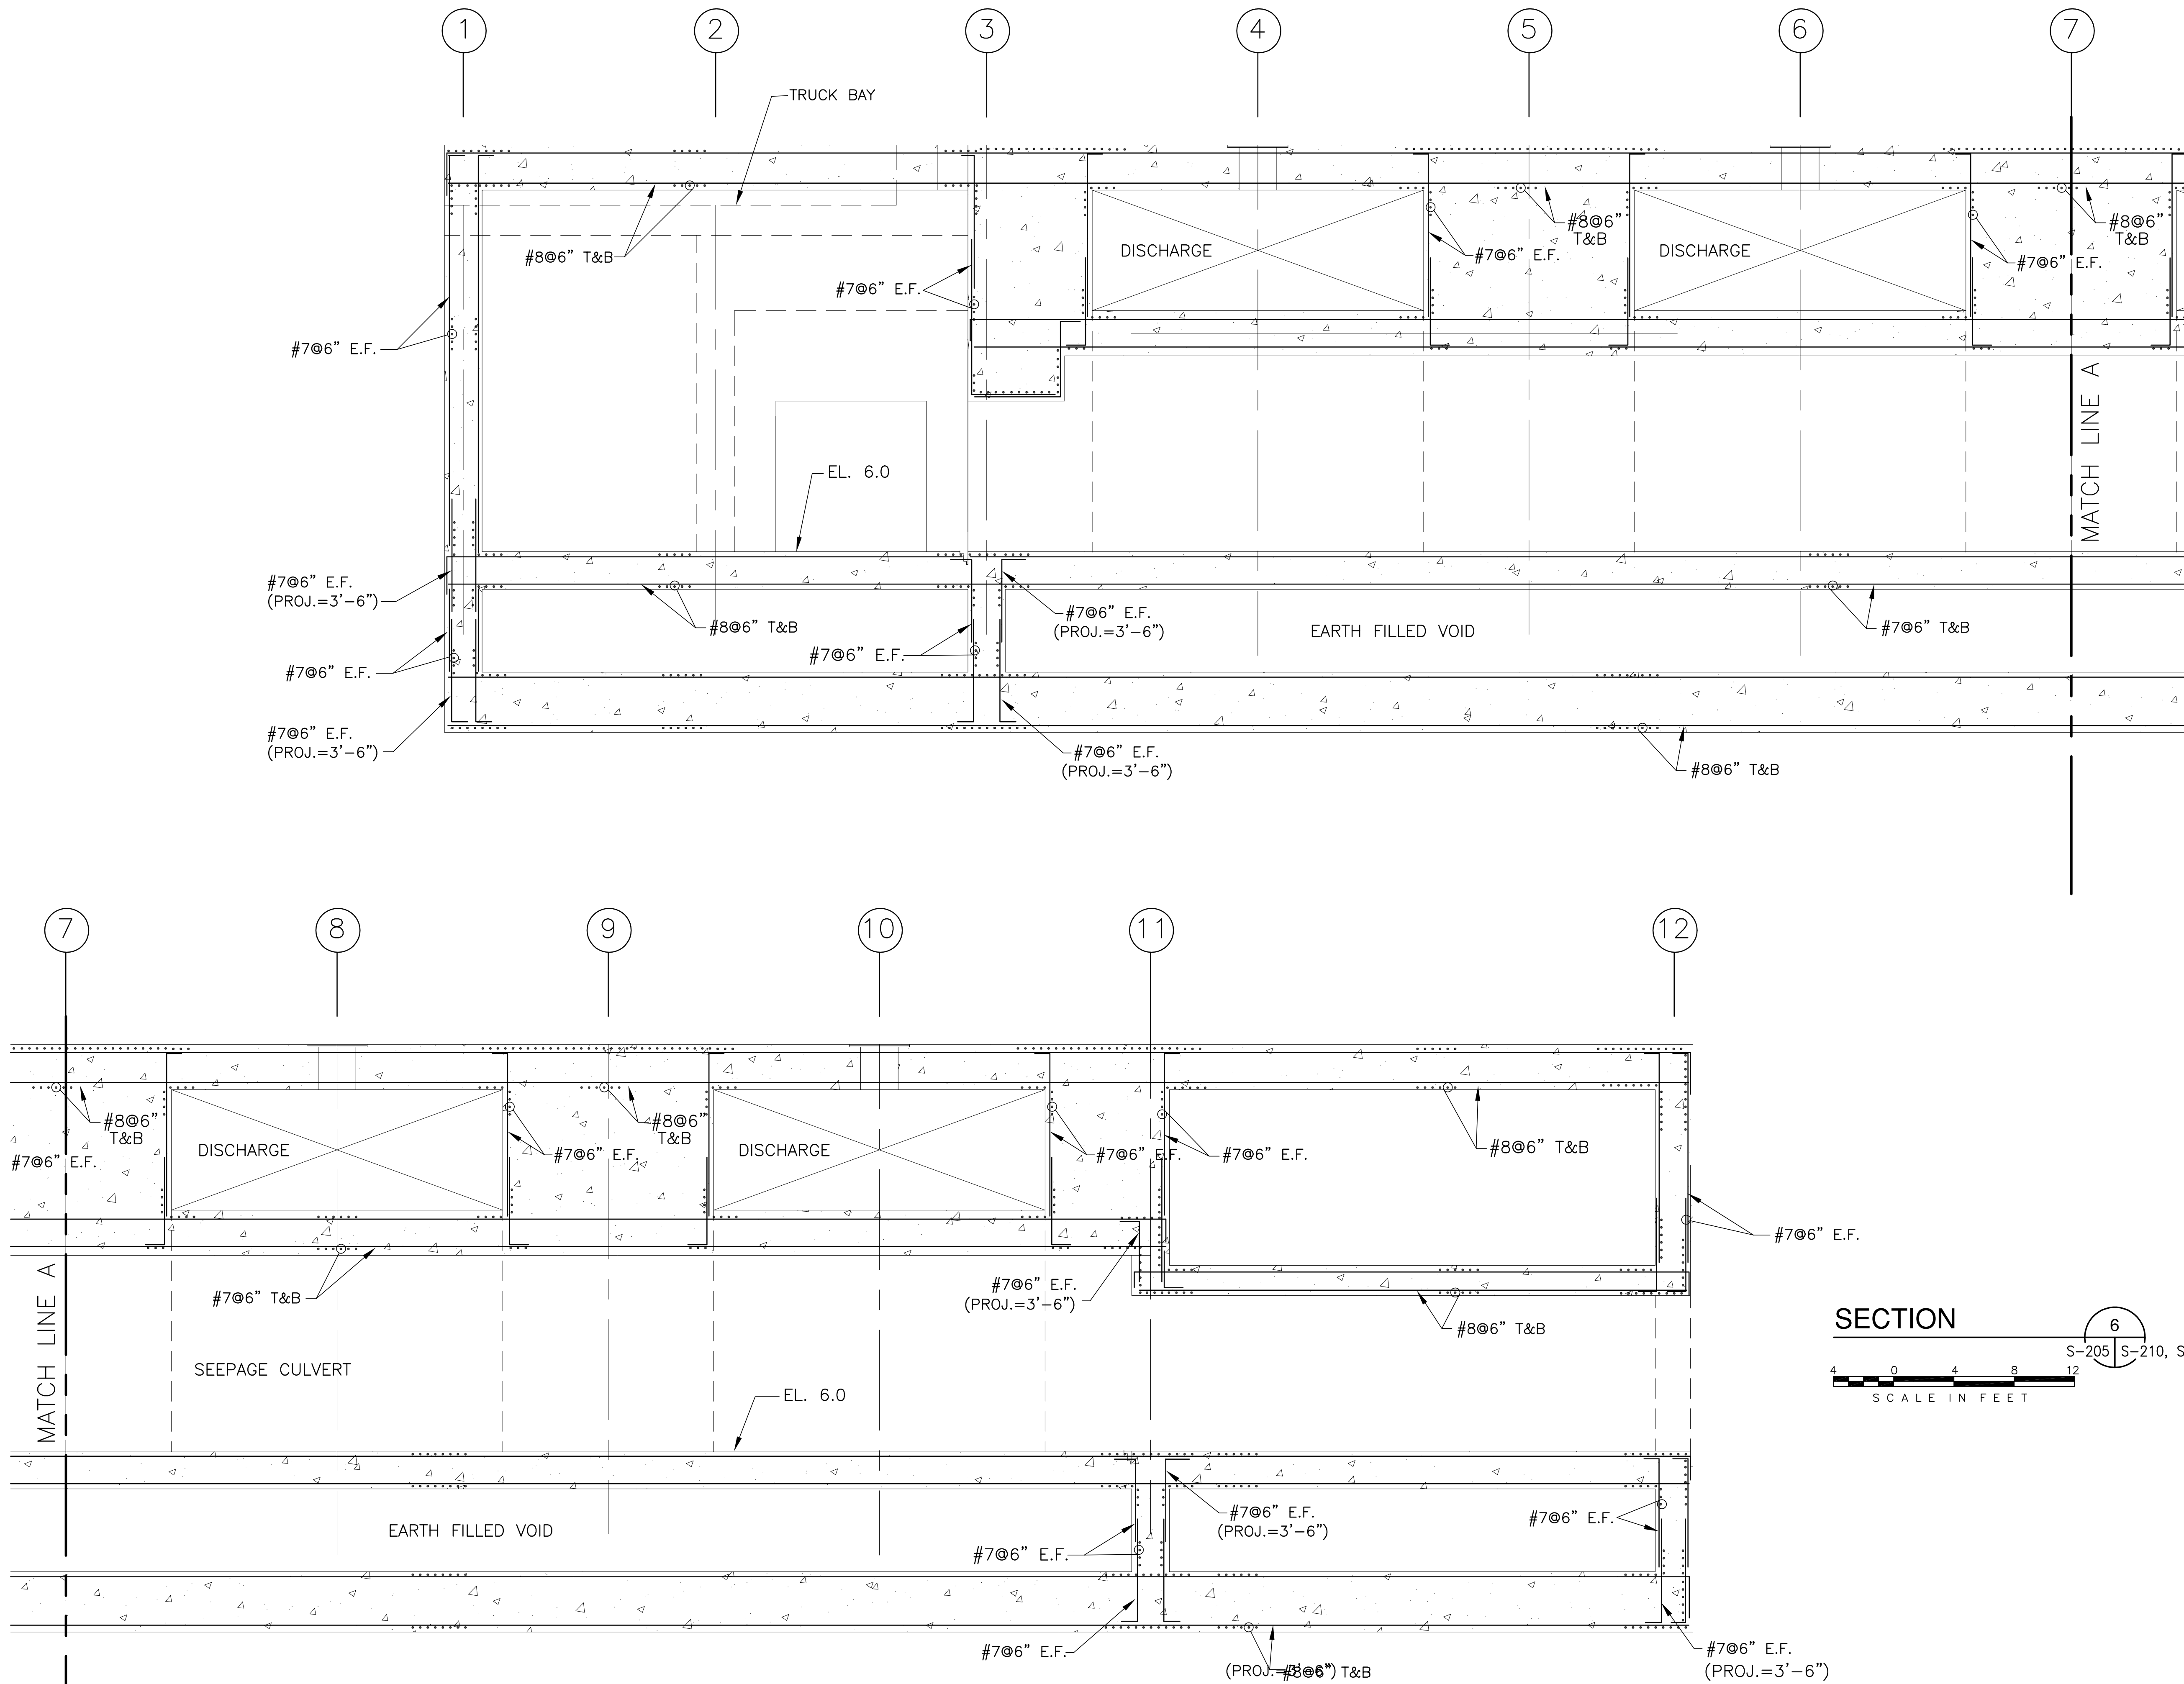 1 2 3 4 5 6 7
TRUCK BAY
#8@6" T&B
#7@6" E.F.
#7@6" E.F.
DISCHARGE
#7@6" E.F.
#8@6"
T&B
DISCHARGE
#7@6" E.F.
#8@6"
T&B
MATCH LINE A
EL. 6.0
#7@6" E.F.
(PROJ.=3'-6")
#7@6" E.F.
#7@6" E.F.
(PROJ.=3'-6")
#8@6" T&B
#7@6" E.F.
#7@6" E.F.
(PROJ.=3'-6")
EARTH FILLED VOID
#7@6" T&B
#7@6" E.F.
(PROJ.=3'-6")
#8@6" T&B
7 8 9 10 11 12
#8@6"
T&B
#7@6" E.F.
DISCHARGE
#7@6" E.F.
#8@6"
T&B
DISCHARGE
#7@6" E.F.
#7@6" E.F.
#8@6" T&B
#7@6" E.F.
MATCH LINE A
#7@6" T&B
#7@6" E.F.
(PROJ.=3'-6")
#8@6" T&B
SEEPAGE CULVERT
EL. 6.0
EARTH FILLED VOID
#7@6" E.F.
(PROJ.=3'-6")
#7@6" E.F.
#7@6" E.F.
#7@6" E.F.
(PROJ.=3'-6")
#8@6" T&B
#7@6" E.F.
(PROJ.=3'-6")
SECTION
6
S-205 S-210, S
4 0 4 8 12
SCALE IN FEET